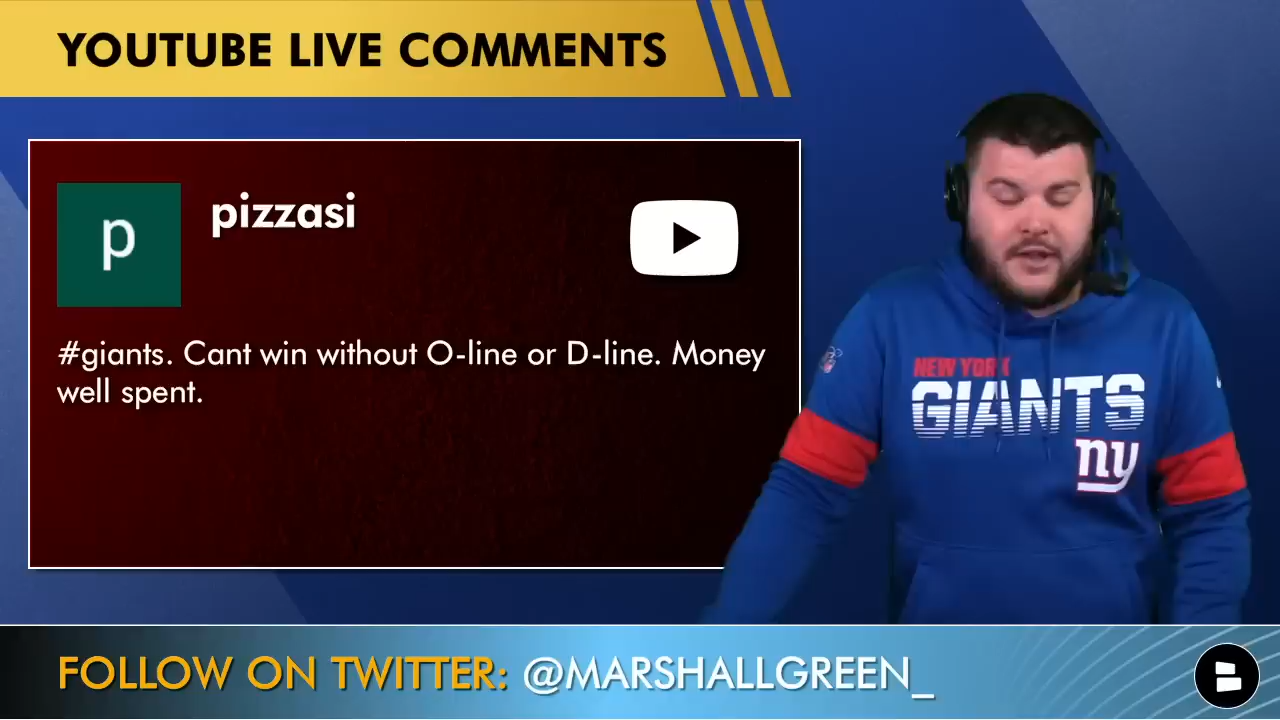 YOUTUBE LIVE COMMENTS
p
pizzasi
#giants. Cant win without O-line or D-line. Money
well spent.
NEW YORK
GIANTS
ny
FOLLOW ON TWITTER: @MARSHALLGREEN_